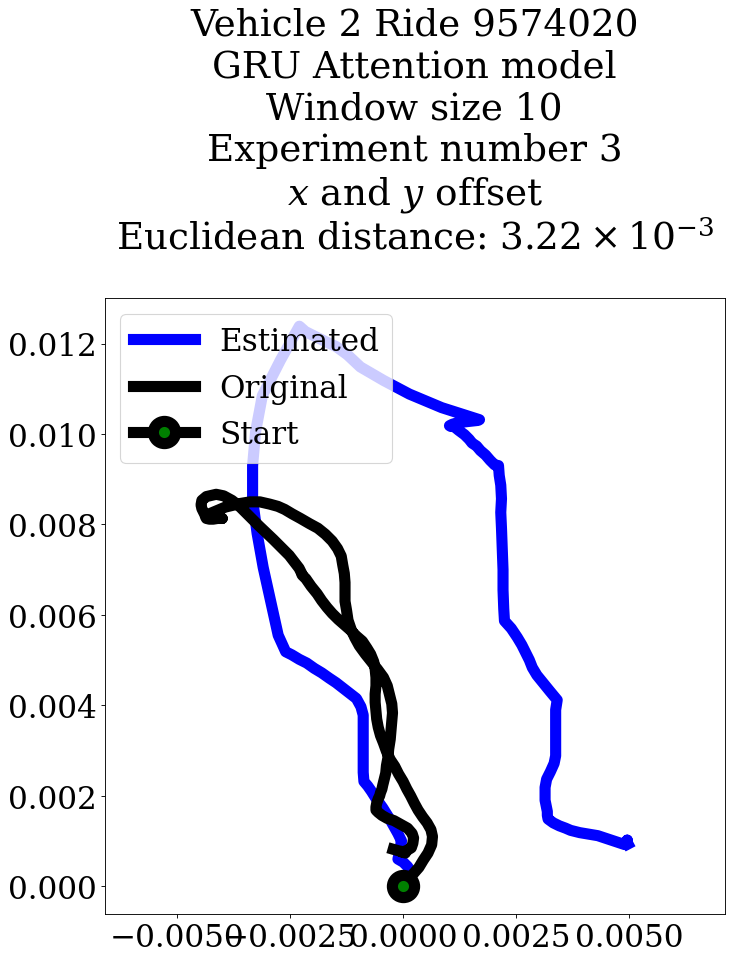 Vehicle 2 Ride 9574020
GRU Attention model
Window size 10
Experiment number 3
x and y offset
Euclidean distance: 3.22 × 10⁻³
Estimated
Original
Start
0.012
0.010
0.008
0.006
0.004
0.002
0.000
−0.0050 −0.0025 0.0000 0.0025 0.0050